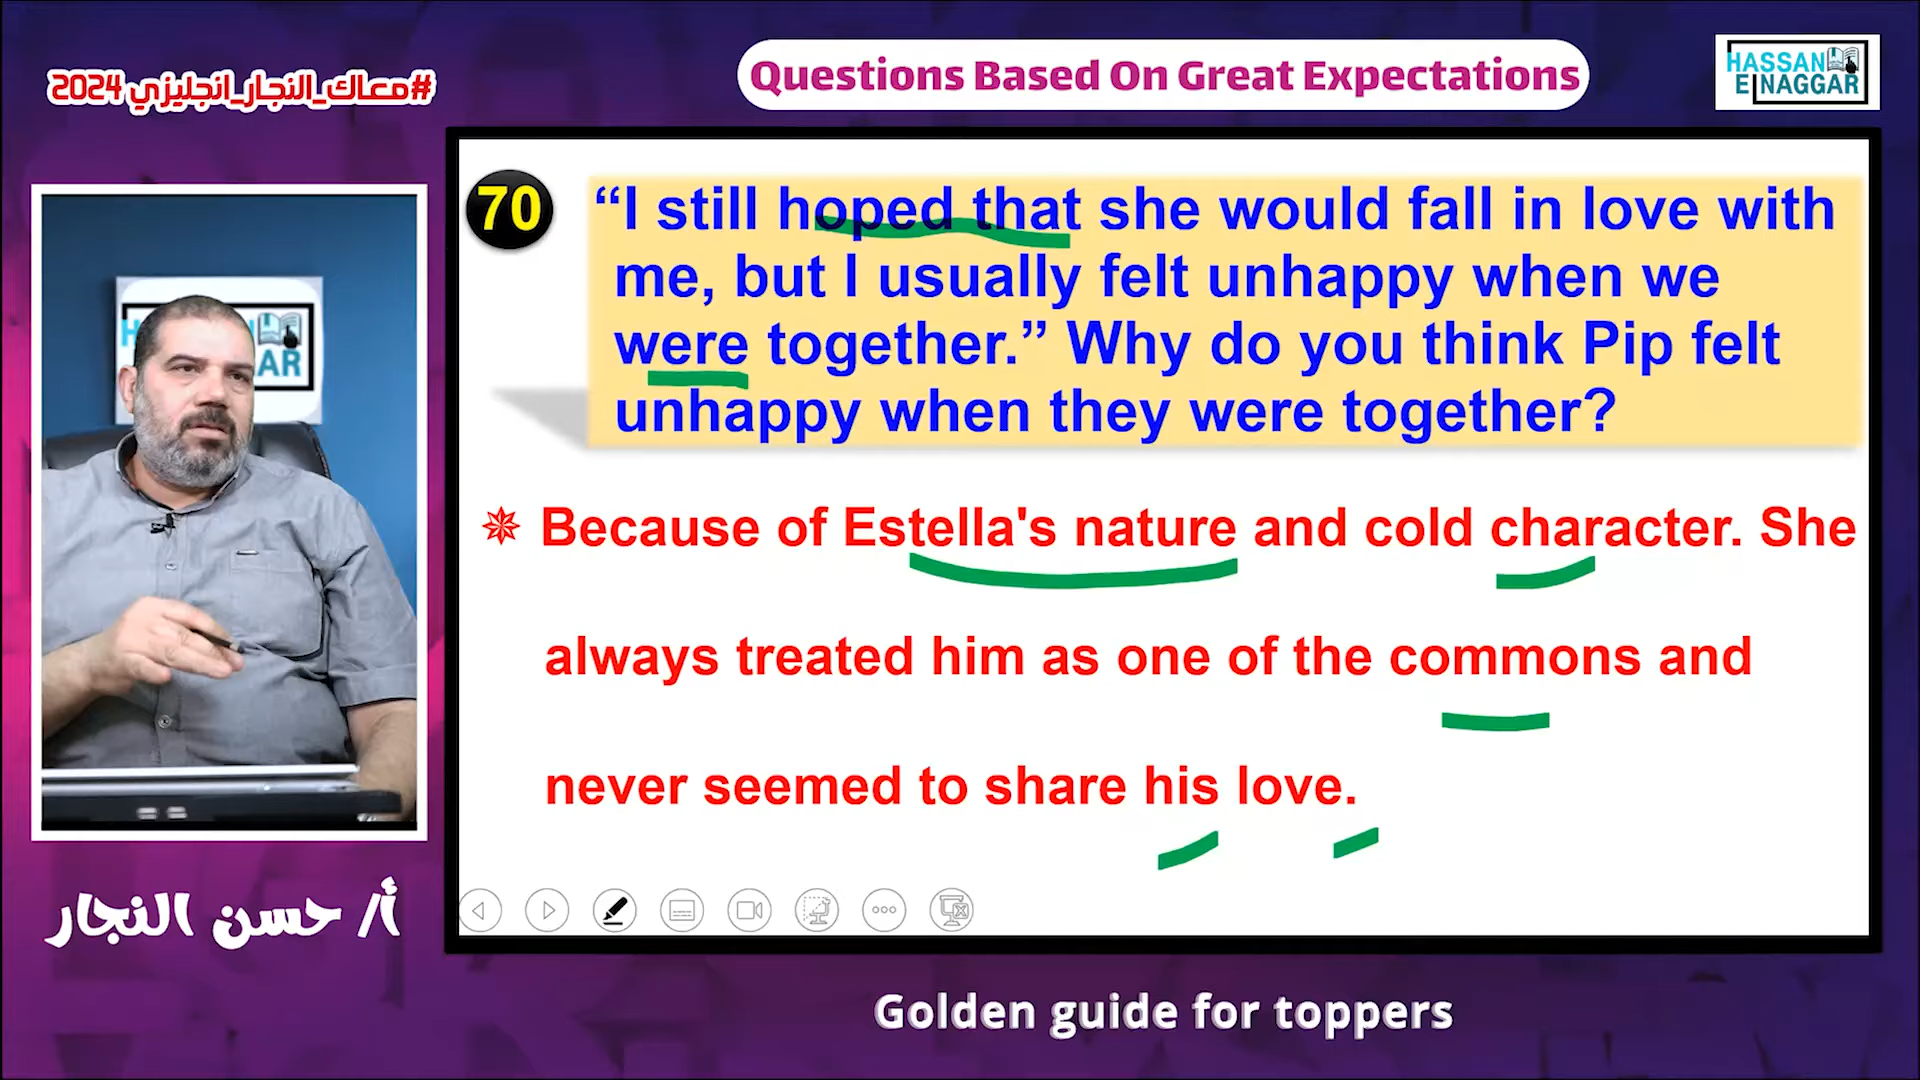 #معاك_النجار_انجليزي 2024
Questions Based On Great Expectations
HASSAN
ELNAGGAR
70
“I still hoped that she would fall in love with
me, but I usually felt unhappy when we
were together.” Why do you think Pip felt
unhappy when they were together?
Because of Estella's nature and cold character. She
always treated him as one of the commons and
never seemed to share his love.
أ/ حسن النجار
Golden guide for toppers